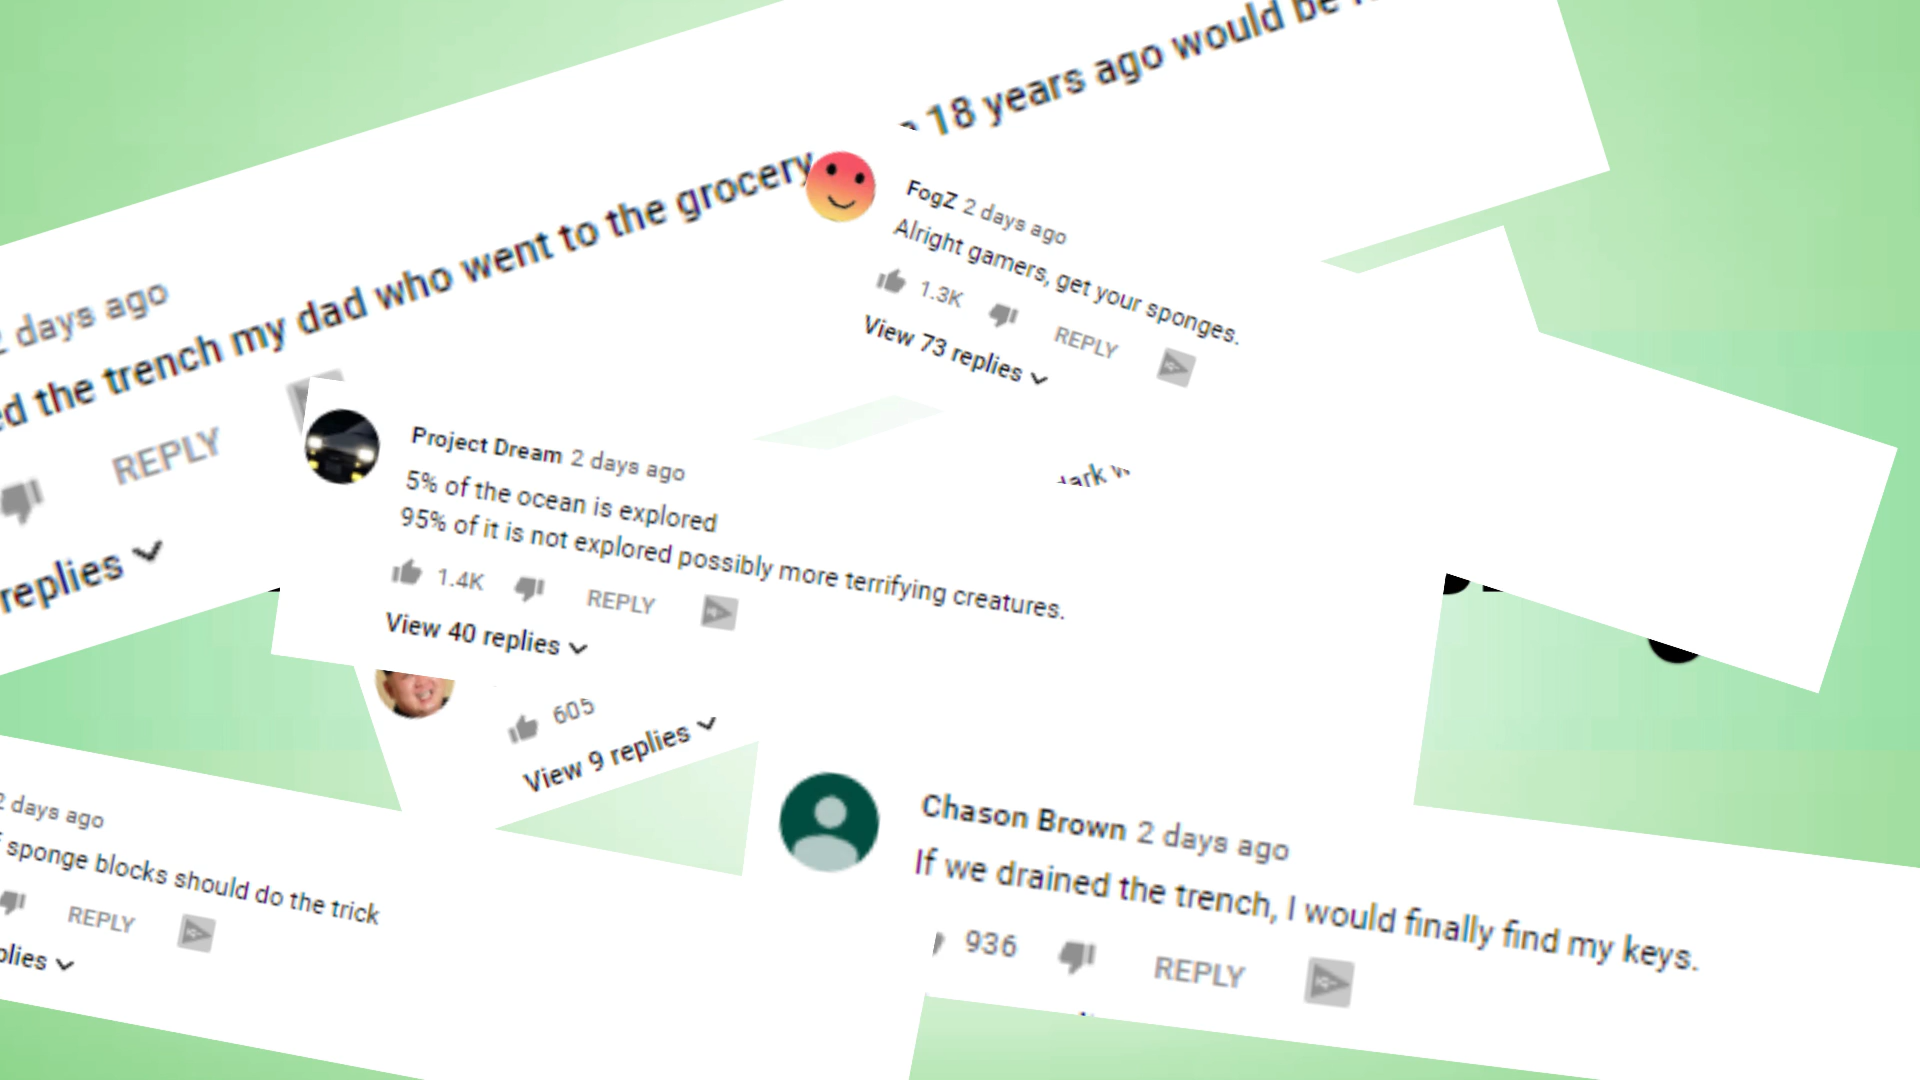 18 years ago would be
2 days ago
ed the trench my dad who went to the grocery
REPLY
replies
FogZ 2 days ago
Alright gamers, get your sponges.
1.3K REPLY
View 73 replies
Project Dream 2 days ago
5% of the ocean is explored
95% of it is not explored possibly more terrifying creatures.
1.4K REPLY
View 40 replies
605
View 9 replies
2 days ago
sponge blocks should do the trick
REPLY
plies
Chason Brown 2 days ago
If we drained the trench, I would finally find my keys.
936 REPLY